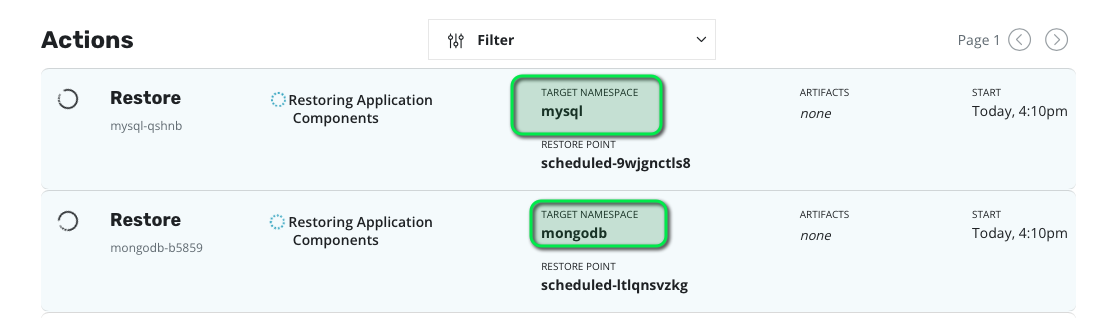 Actions
Filter
Page 1
Restore
mysql-qshnb
Restoring Application
Components
TARGET NAMESPACE
mysql
RESTORE POINT
scheduled-9wjgnctls8
ARTIFACTS
none
START
Today, 4:10pm
Restore
mongodb-b5859
Restoring Application
Components
TARGET NAMESPACE
mongodb
RESTORE POINT
scheduled-ltlqnsvzkg
ARTIFACTS
none
START
Today, 4:10pm